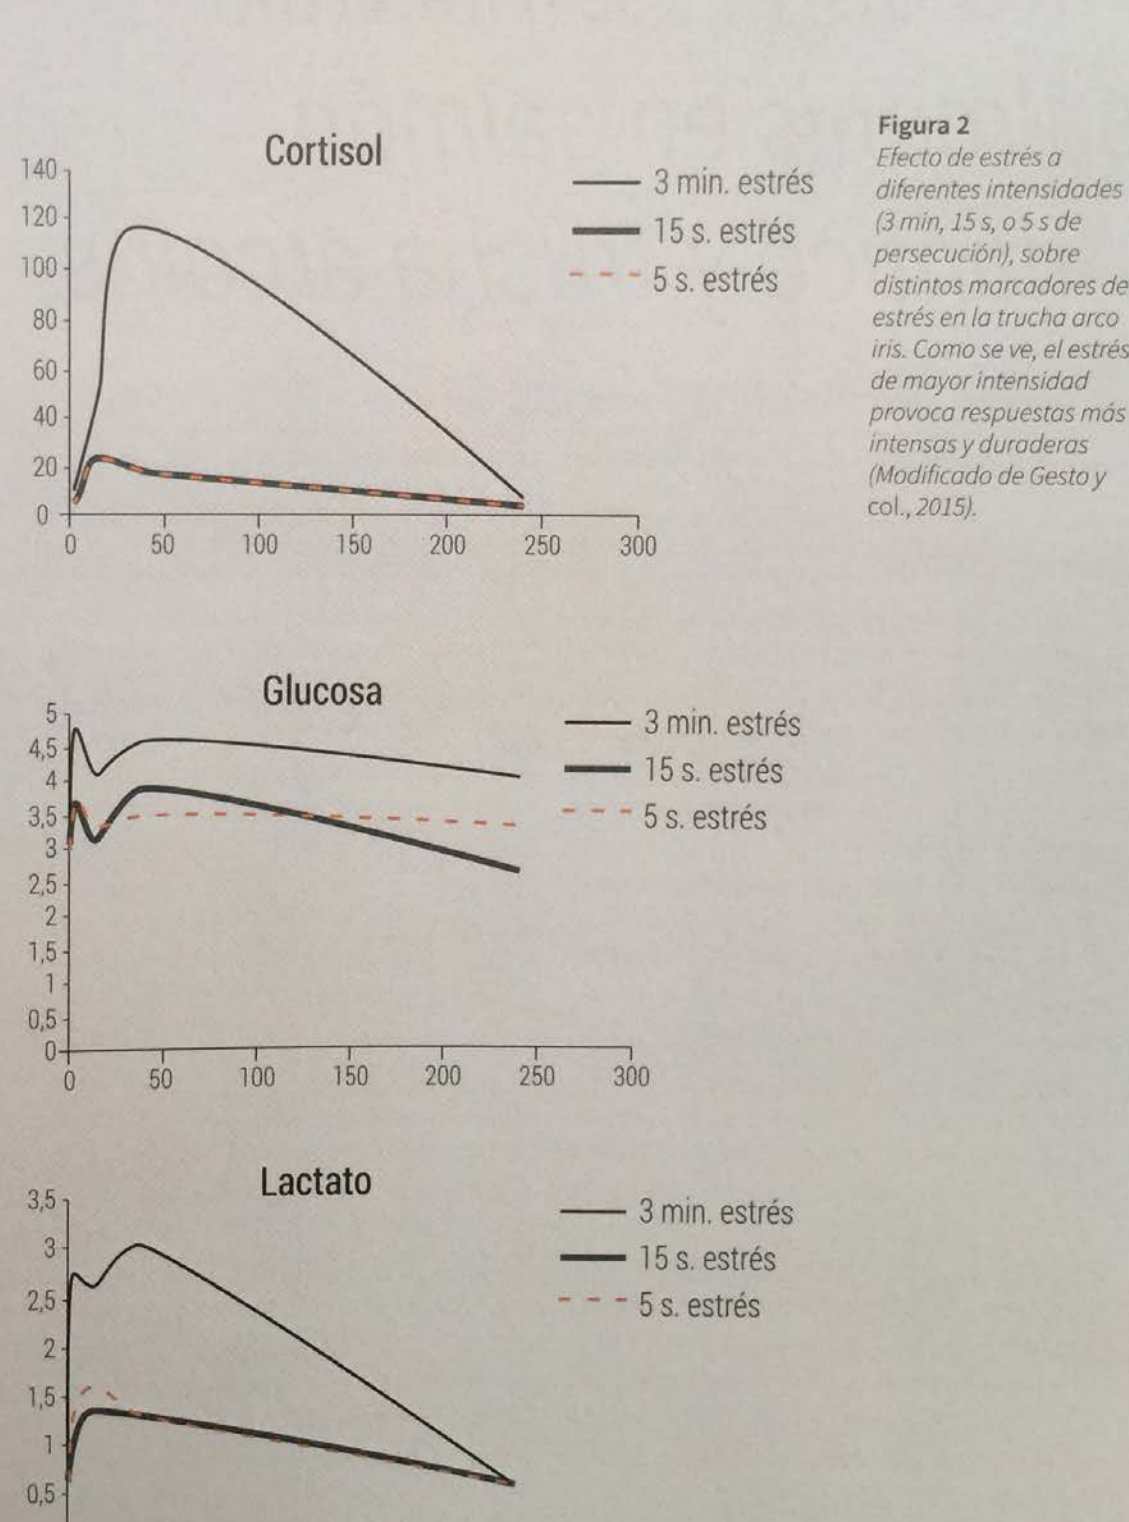 Cortisol
140
120
100
80
60
40
20
0
0 50 100 150 200 250 300
3 min. estrés
15 s. estrés
5 s. estrés
Figura 2
Efecto de estrés a
diferentes intensidades
(3 min, 15 s, o 5 s de
persecución), sobre
distintos marcadores de
estrés en la trucha arco
iris. Como se ve, el estrés
de mayor intensidad
provoca respuestas más
intensas y duraderas
(Modificado de Gesto y
col., 2015).
Glucosa
5
4,5
4
3,5
3
2,5
2
1,5
1
0,5
0
0 50 100 150 200 250 300
3 min. estrés
15 s. estrés
5 s. estrés
Lactato
3,5
3
2,5
2
1,5
1
0,5
3 min. estrés
15 s. estrés
5 s. estrés